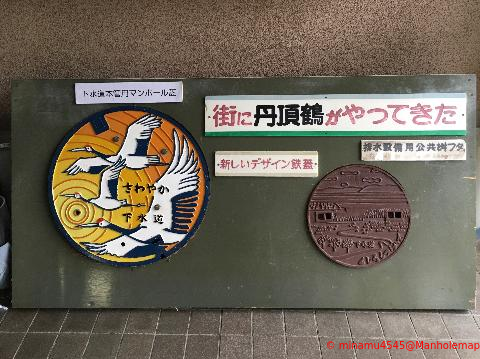 下水道本管用マンホール蓋
街に丹頂鶴がやってきた
排水設備用公共桝フタ
・新しいデザイン鉄蓋・
さわやか
下水道
© minamu4545@Manholemap